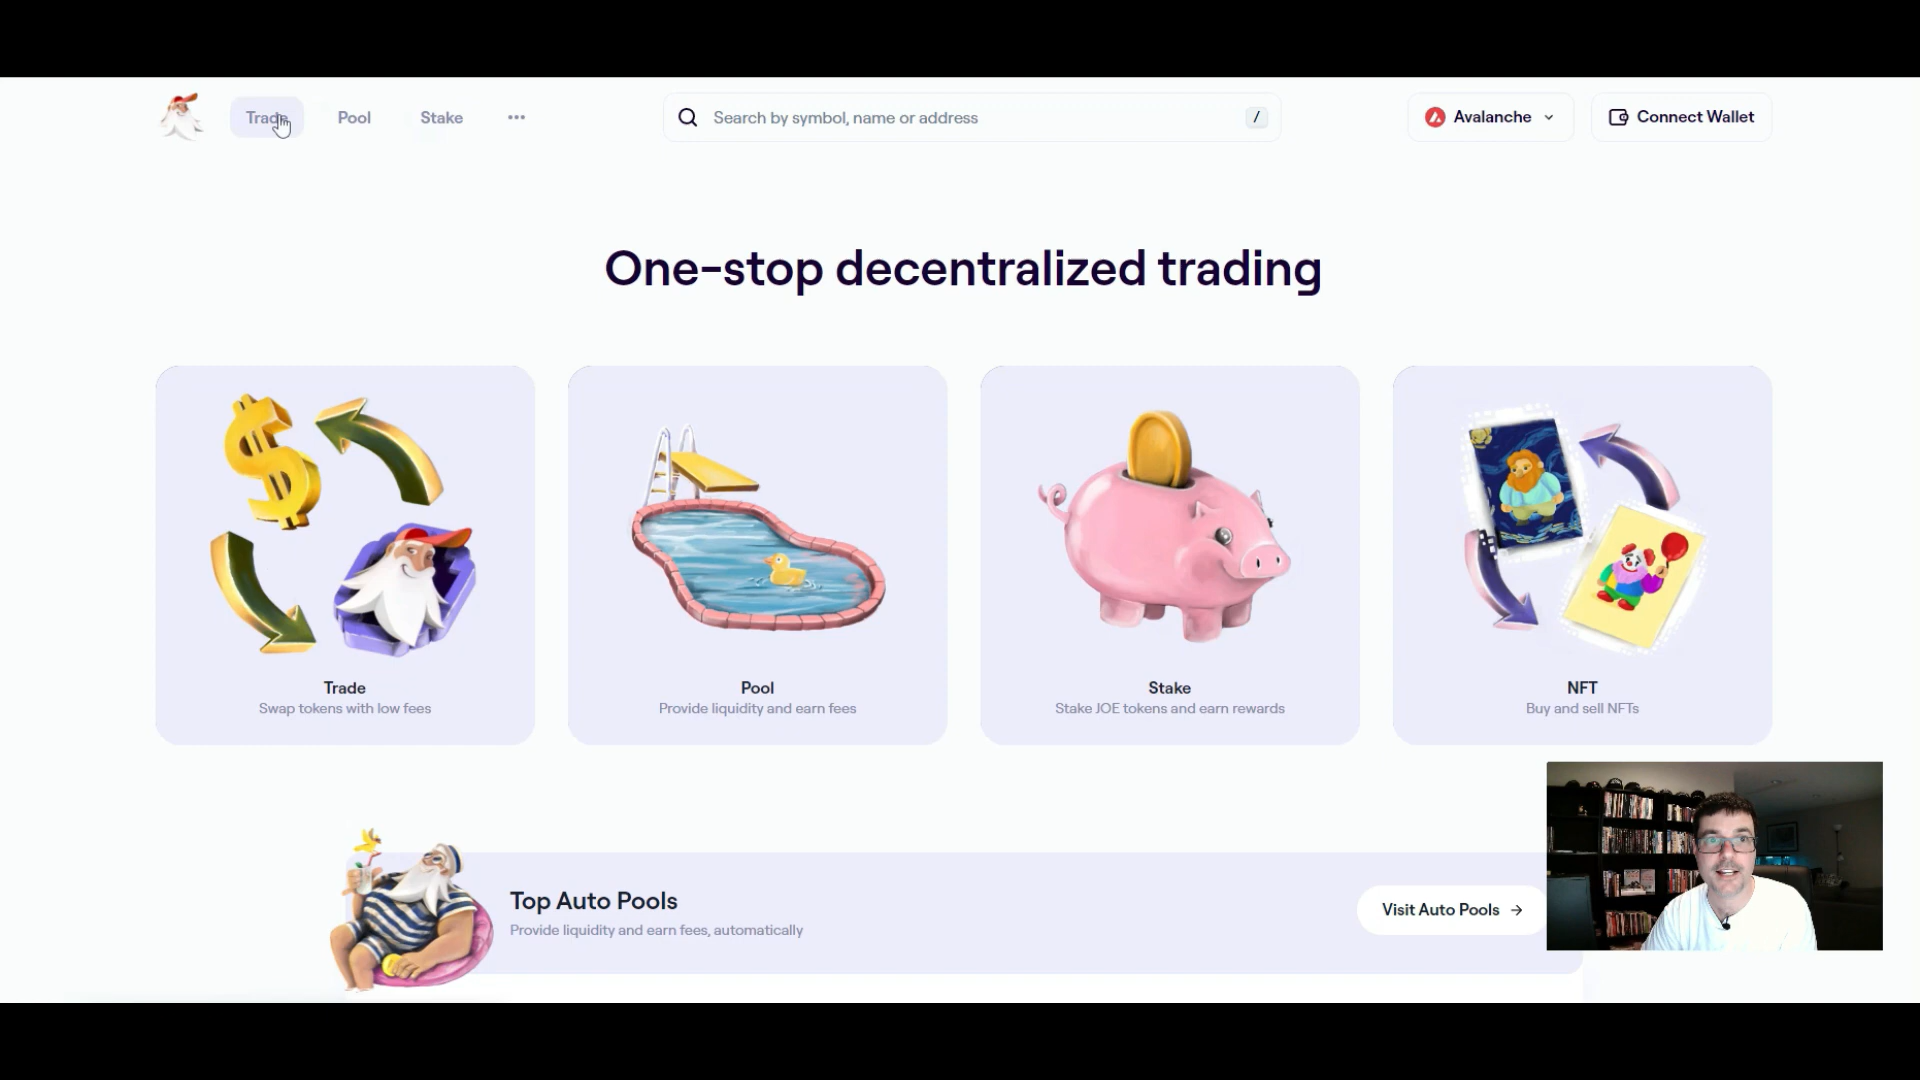 Trade
Pool
Stake
Search by symbol, name or address
/
Avalanche
Connect Wallet
One-stop decentralized trading
Trade
Swap tokens with low fees
Pool
Provide liquidity and earn fees
Stake
Stake JOE tokens and earn rewards
NFT
Buy and sell NFTs
Top Auto Pools
Provide liquidity and earn fees, automatically
Visit Auto Pools →